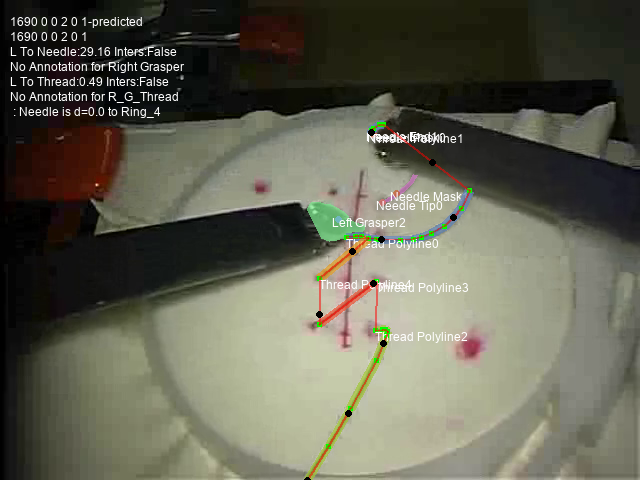 1690 0 0 2 0 1-predicted
1690 0 0 2 0 1
L To Needle:29.16 Inters:False
No Annotation for Right Grasper
L To Thread:0.49 Inters:False
No Annotation for R_G_Thread
: Needle is d=0.0 to Ring_4
Thread Polyline1
Needle Mask
Needle Tip0
Left Grasper2
Thread Polyline0
Thread Polyline4
Thread Polyline3
Thread Polyline2